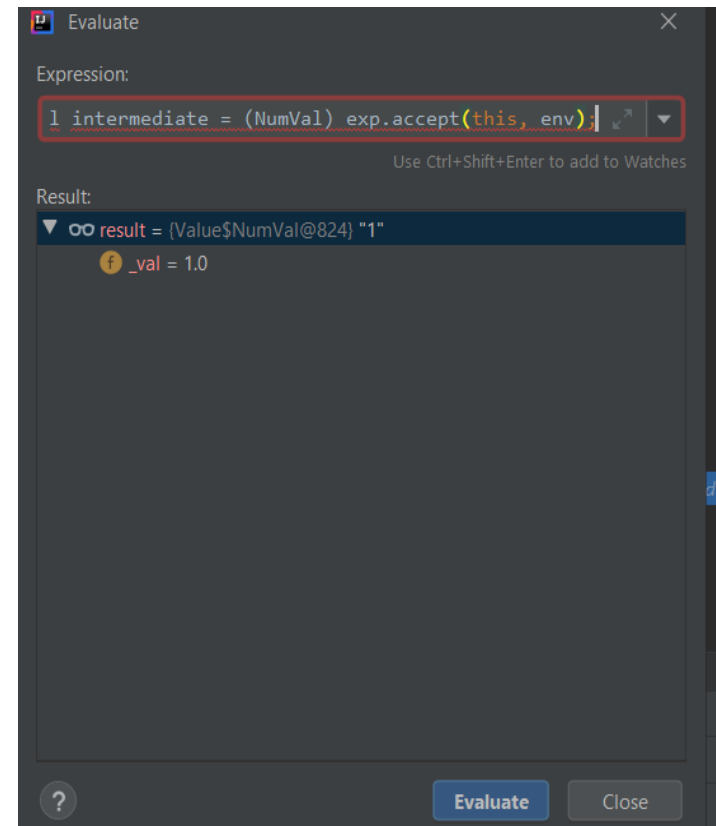 Evaluate
Expression:
l intermediate = (NumVal) exp.accept(this, env);
Use Ctrl+Shift+Enter to add to Watches
Result:
result = {Value$NumVal@824} "1"
f _val = 1.0
d
? Evaluate Close